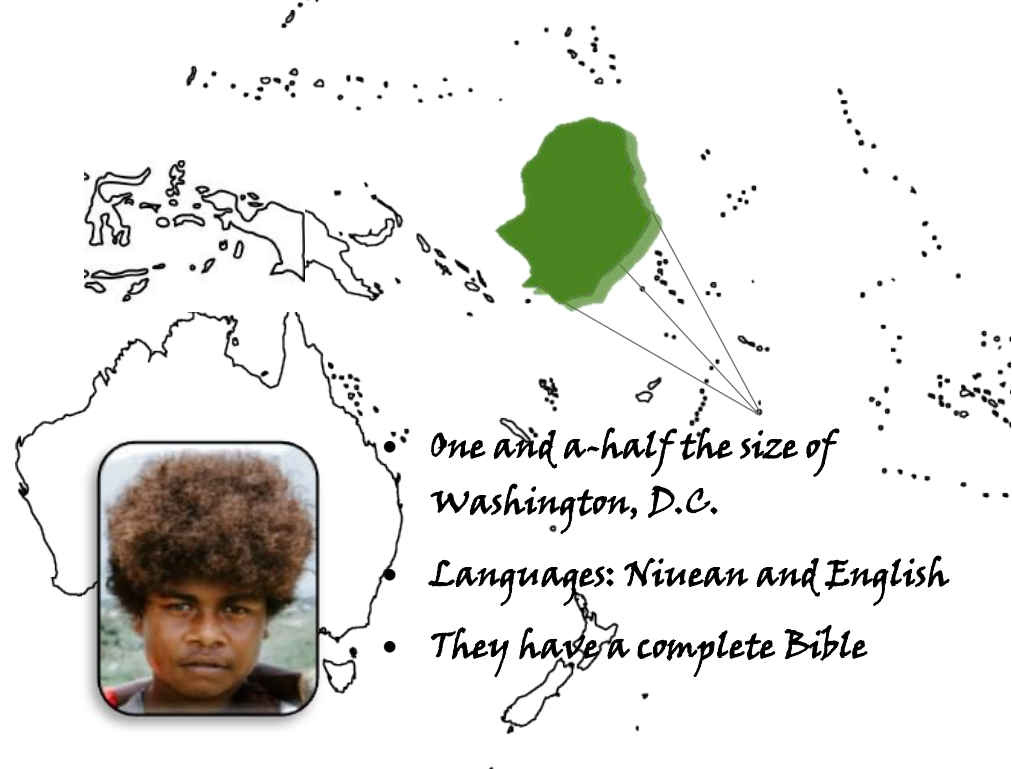 • One and a-half the size of
Washington, D.C.
• Languages: Niuean and English
• They have a complete Bible